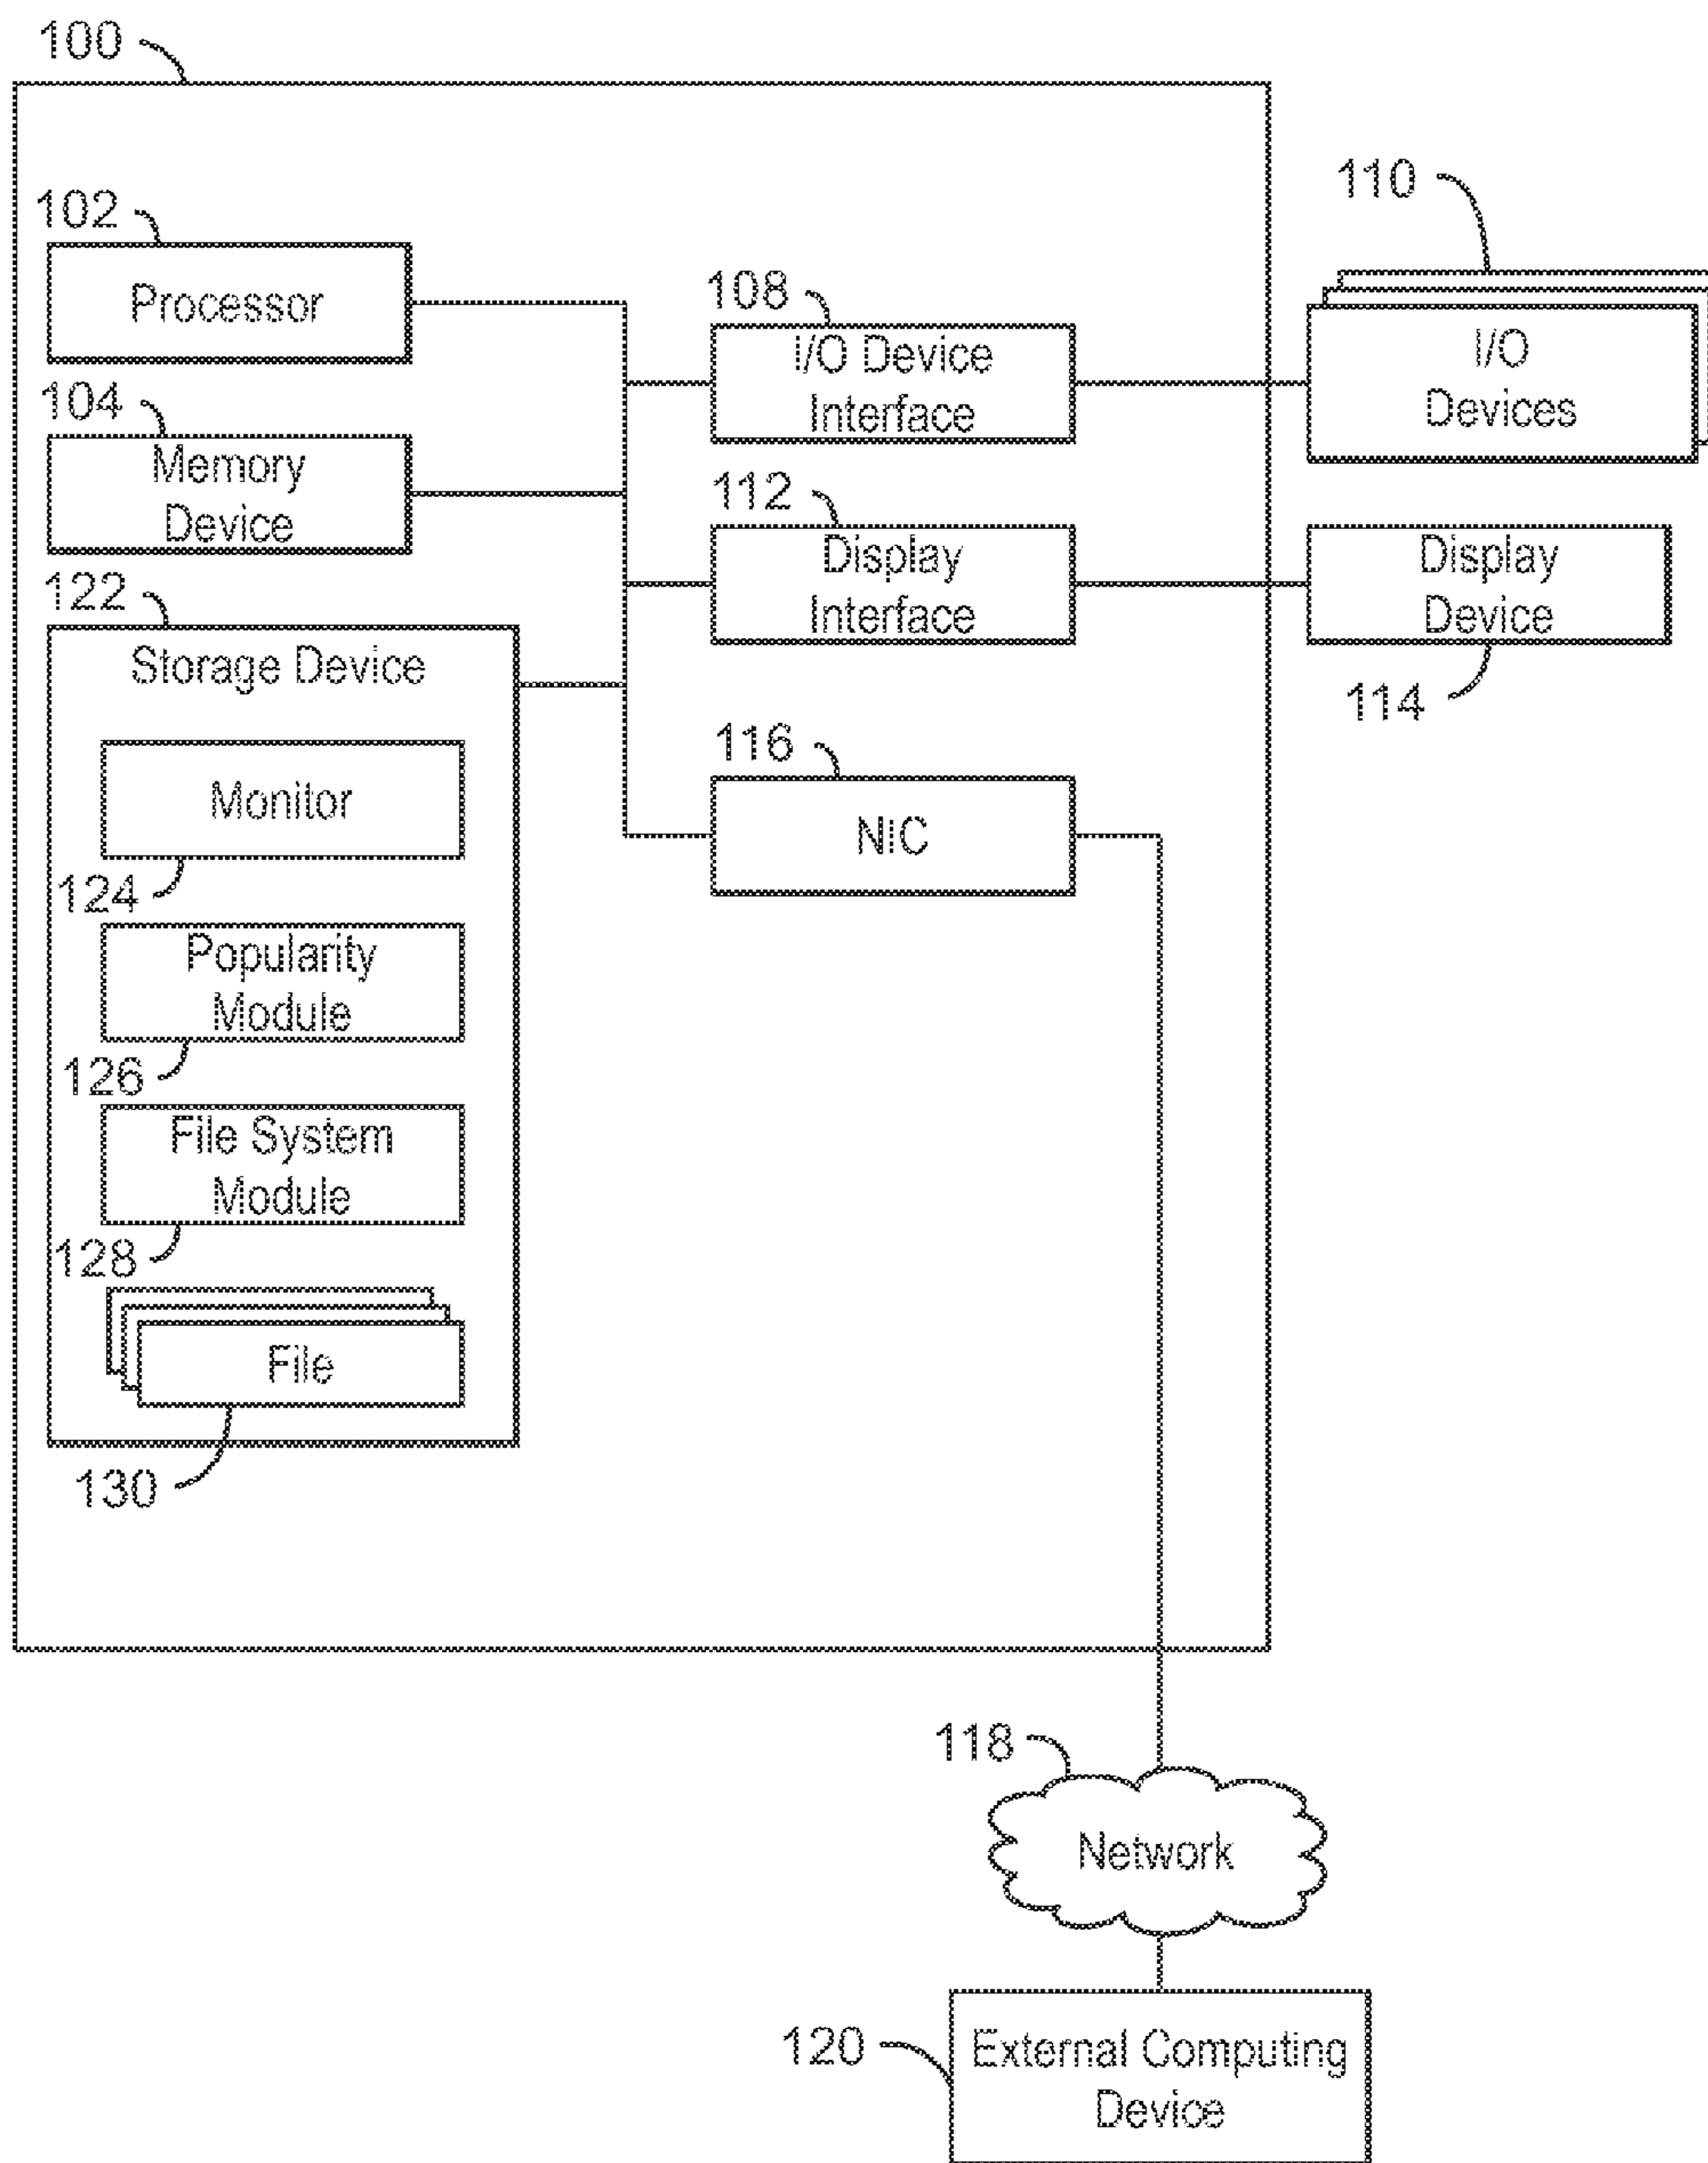 100
102
Processor
104
Memory
Device
108
I/O Device
Interface
110
I/O
Devices
112
Display
Interface
Display
Device
114
116
NIC
122
Storage Device
Monitor
124
Popularity
Module
126
File System
Module
128
File
130
118
Network
120
External Computing
Device